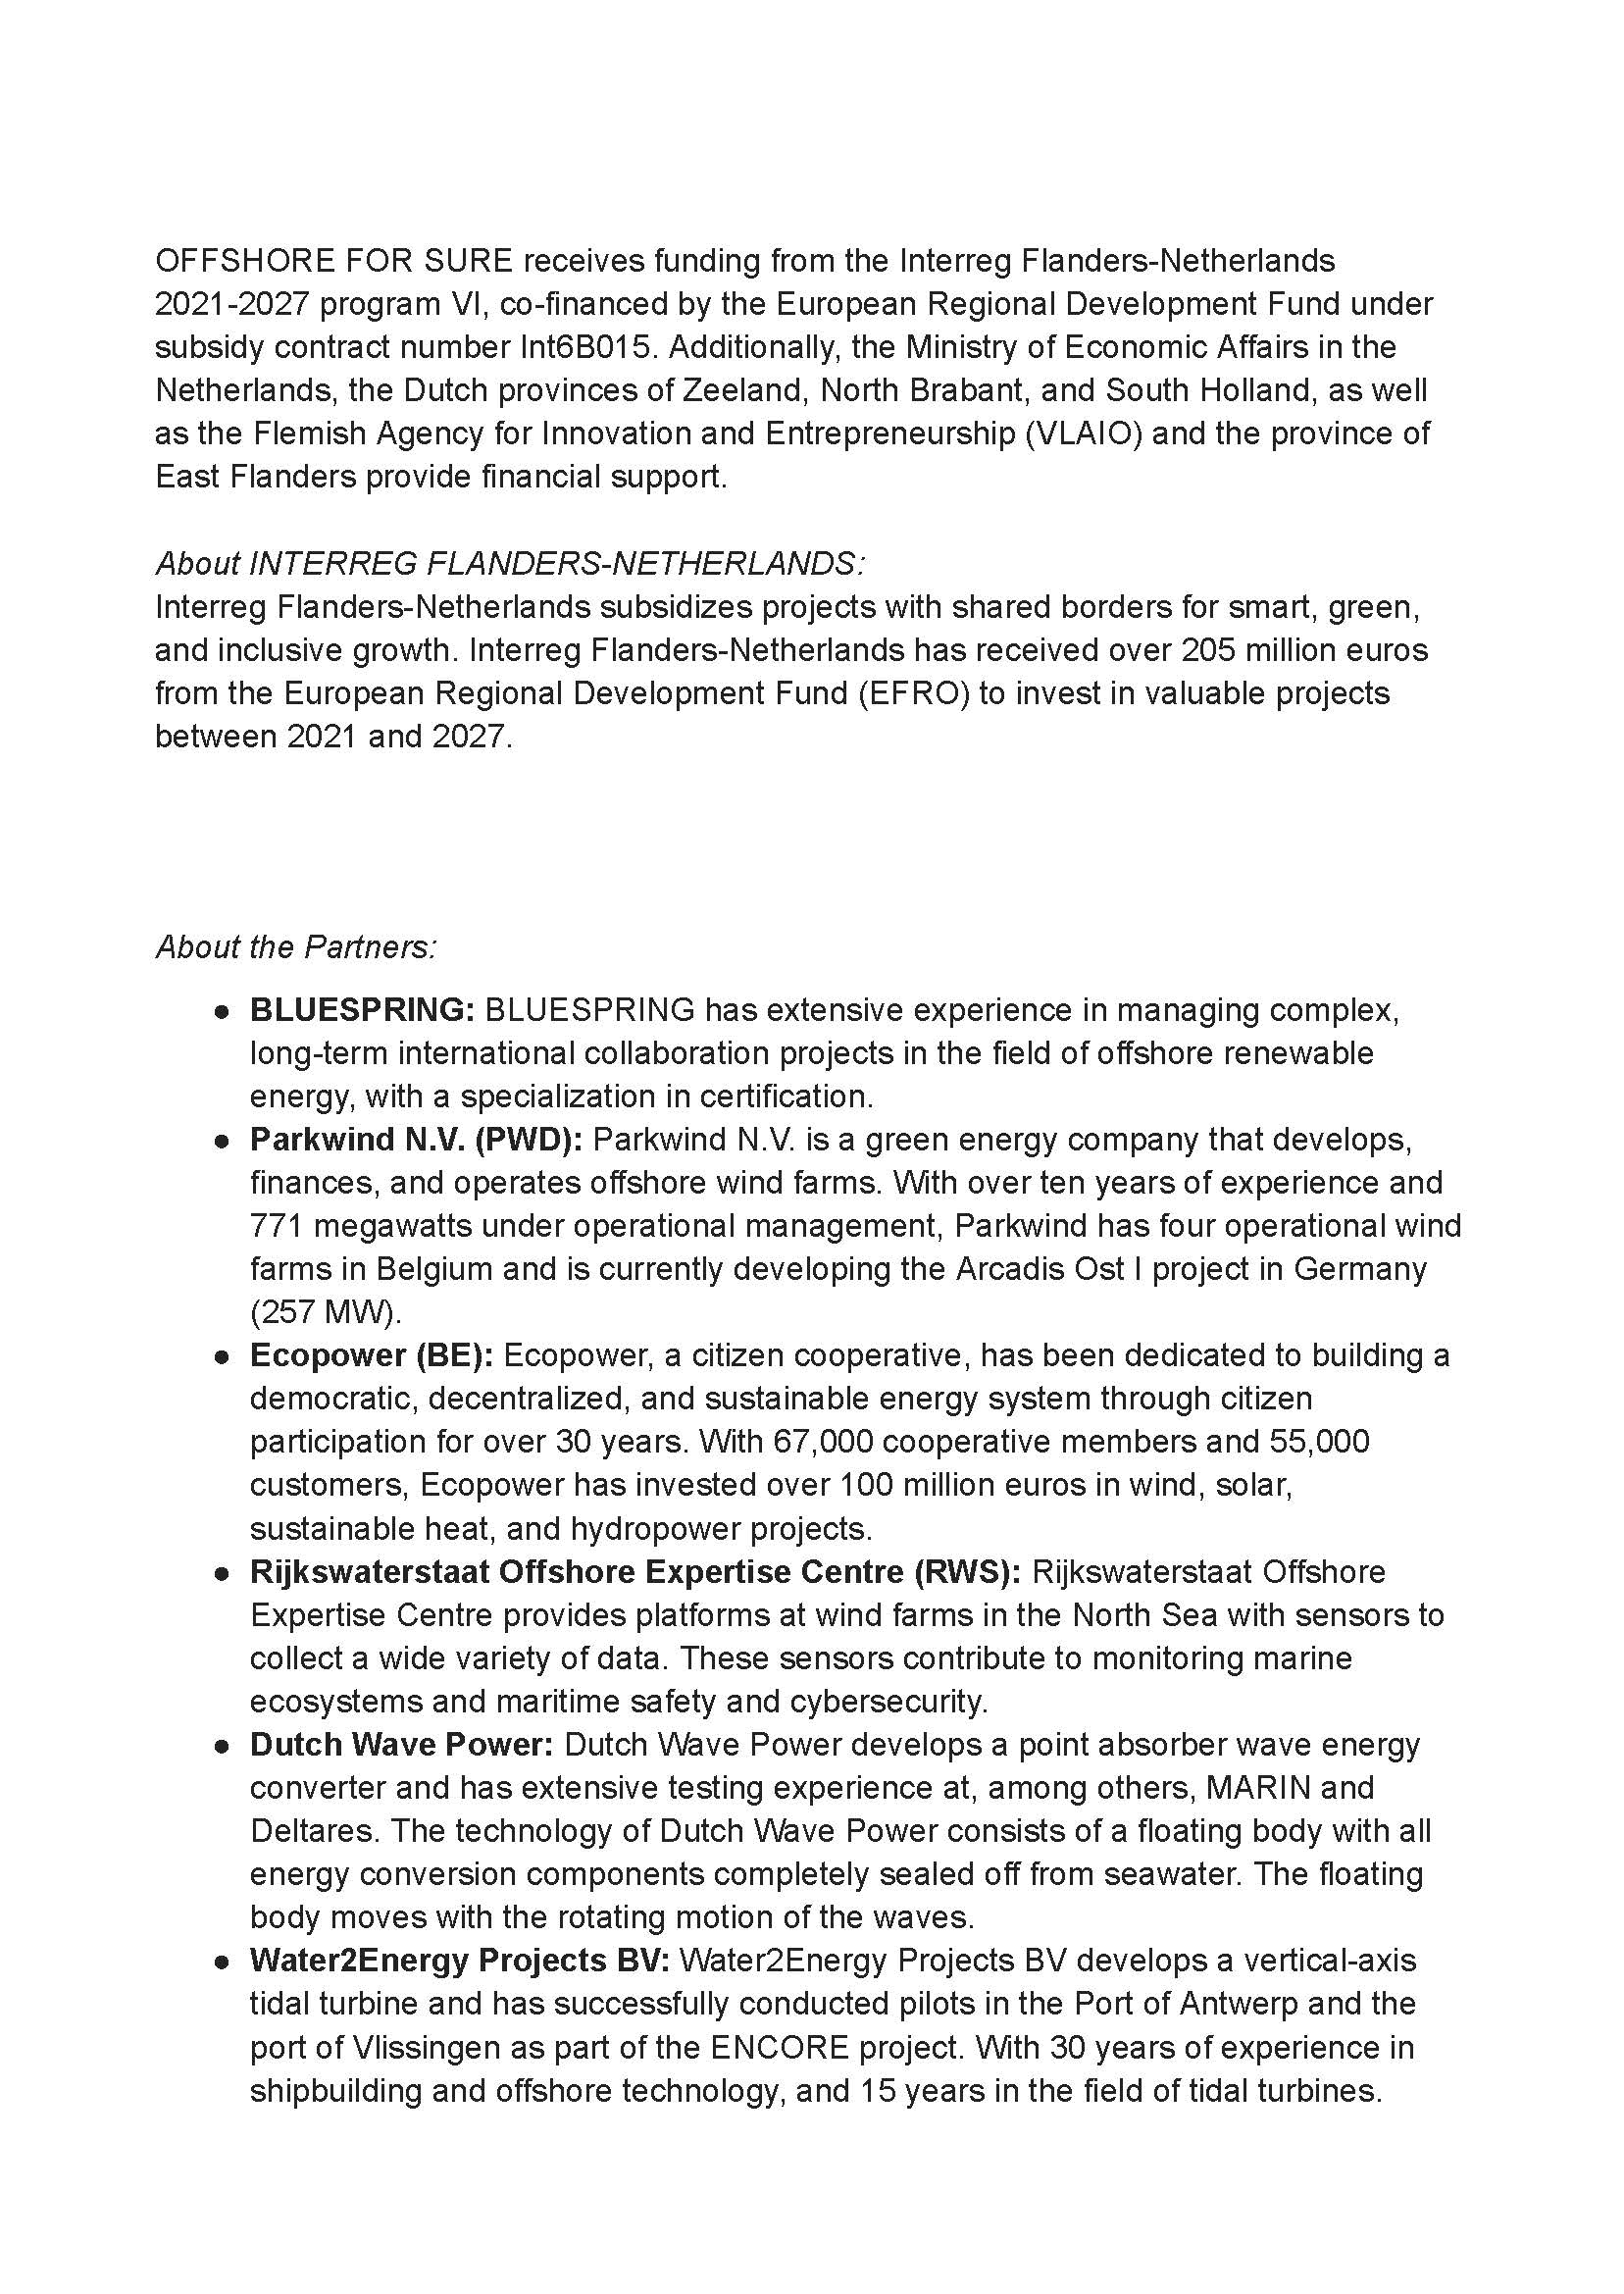 OFFSHORE FOR SURE receives funding from the Interreg Flanders-Netherlands
2021-2027 program VI, co-financed by the European Regional Development Fund under
subsidy contract number Int6B015. Additionally, the Ministry of Economic Affairs in the
Netherlands, the Dutch provinces of Zeeland, North Brabant, and South Holland, as well
as the Flemish Agency for Innovation and Entrepreneurship (VLAIO) and the province of
East Flanders provide financial support.
About INTERREG FLANDERS-NETHERLANDS:
Interreg Flanders-Netherlands subsidizes projects with shared borders for smart, green,
and inclusive growth. Interreg Flanders-Netherlands has received over 205 million euros
from the European Regional Development Fund (EFRO) to invest in valuable projects
between 2021 and 2027.
About the Partners:
● BLUESPRING: BLUESPRING has extensive experience in managing complex,
long-term international collaboration projects in the field of offshore renewable
energy, with a specialization in certification.
● Parkwind N.V. (PWD): Parkwind N.V. is a green energy company that develops,
finances, and operates offshore wind farms. With over ten years of experience and
771 megawatts under operational management, Parkwind has four operational wind
farms in Belgium and is currently developing the Arcadis Ost I project in Germany
(257 MW).
● Ecopower (BE): Ecopower, a citizen cooperative, has been dedicated to building a
democratic, decentralized, and sustainable energy system through citizen
participation for over 30 years. With 67,000 cooperative members and 55,000
customers, Ecopower has invested over 100 million euros in wind, solar,
sustainable heat, and hydropower projects.
● Rijkswaterstaat Offshore Expertise Centre (RWS): Rijkswaterstaat Offshore
Expertise Centre provides platforms at wind farms in the North Sea with sensors to
collect a wide variety of data. These sensors contribute to monitoring marine
ecosystems and maritime safety and cybersecurity.
● Dutch Wave Power: Dutch Wave Power develops a point absorber wave energy
converter and has extensive testing experience at, among others, MARIN and
Deltares. The technology of Dutch Wave Power consists of a floating body with all
energy conversion components completely sealed off from seawater. The floating
body moves with the rotating motion of the waves.
● Water2Energy Projects BV: Water2Energy Projects BV develops a vertical-axis
tidal turbine and has successfully conducted pilots in the Port of Antwerp and the
port of Vlissingen as part of the ENCORE project. With 30 years of experience in
shipbuilding and offshore technology, and 15 years in the field of tidal turbines.